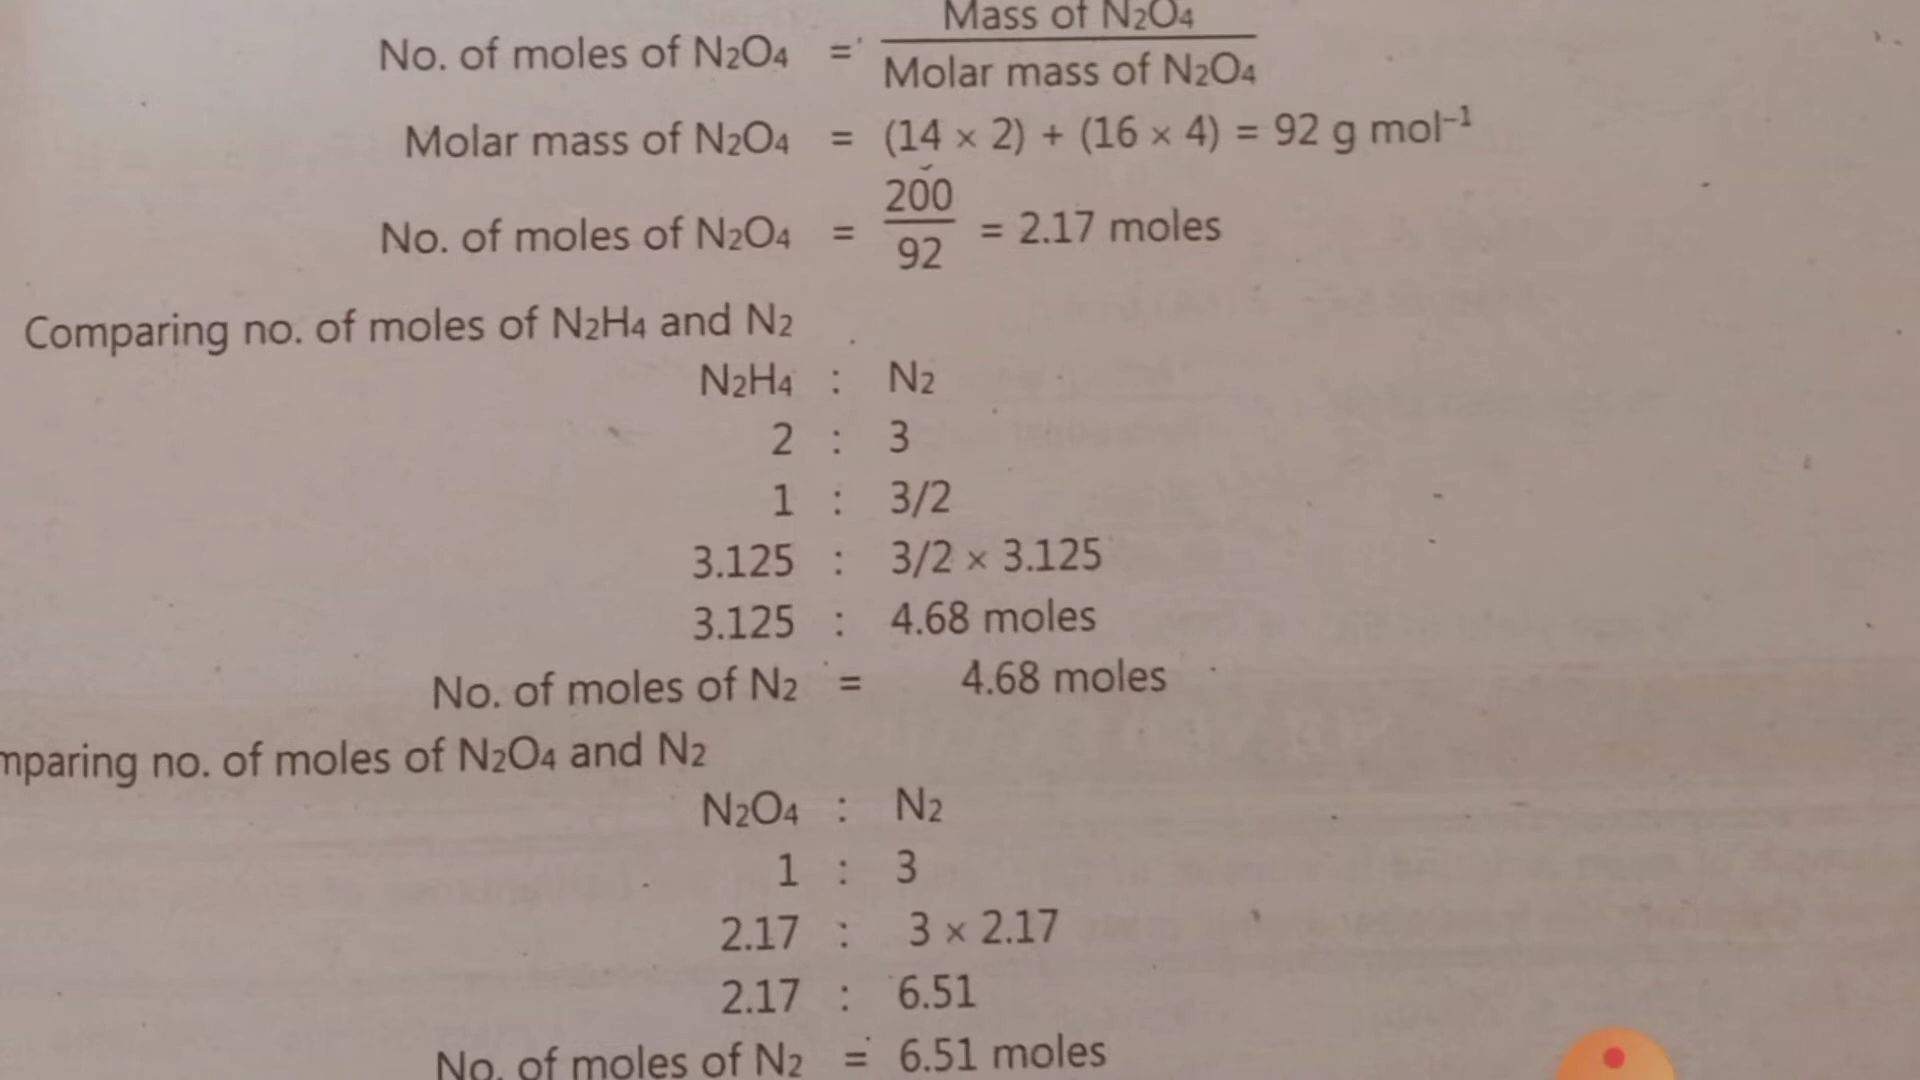 Mass of N2O4
No. of moles of N2O4 =
Molar mass of N2O4
Molar mass of N2O4 = (14 × 2) + (16 × 4) = 92 g mol⁻¹
No. of moles of N2O4 = 200/92 = 2.17 moles
Comparing no. of moles of N2H4 and N2
N2H4 : N2
2 : 3
1 : 3/2
3.125 : 3/2 × 3.125
3.125 : 4.68 moles
No. of moles of N2 = 4.68 moles
mparing no. of moles of N2O4 and N2
N2O4 : N2
1 : 3
2.17 : 3 × 2.17
2.17 : 6.51
No. of moles of N2 = 6.51 moles